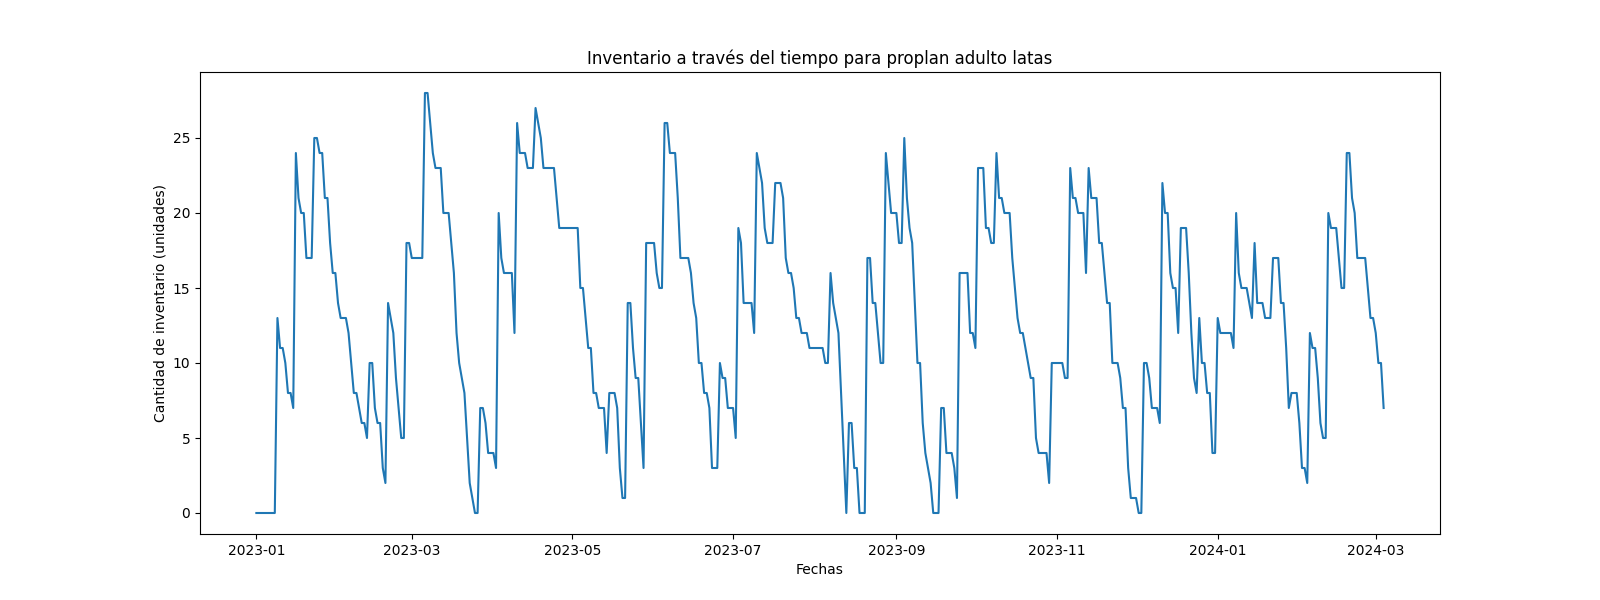 Inventario a través del tiempo para proplan adulto latas
Cantidad de inventario (unidades)
25
20
15
10
5
0
2023-01 2023-03 2023-05 2023-07 2023-09 2023-11 2024-01 2024-03
Fechas